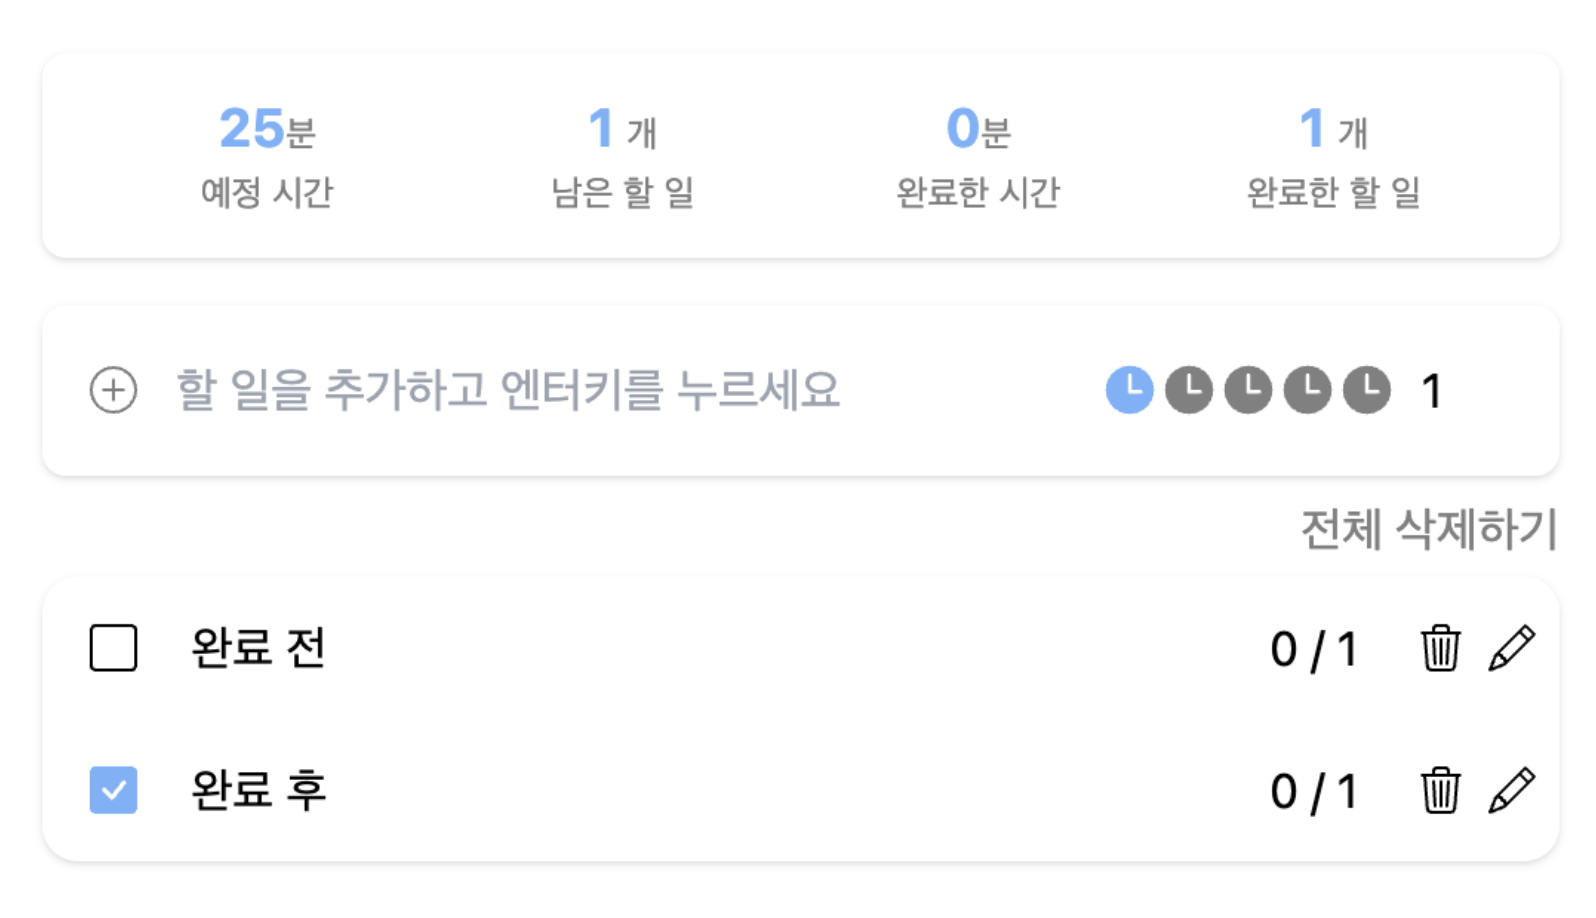 25분 1 개 0분 1 개
예정 시간 남은 할 일 완료한 시간 완료한 할 일
할 일을 추가하고 엔터키를 누르세요 1
전체 삭제하기
완료 전 0 / 1
완료 후 0 / 1